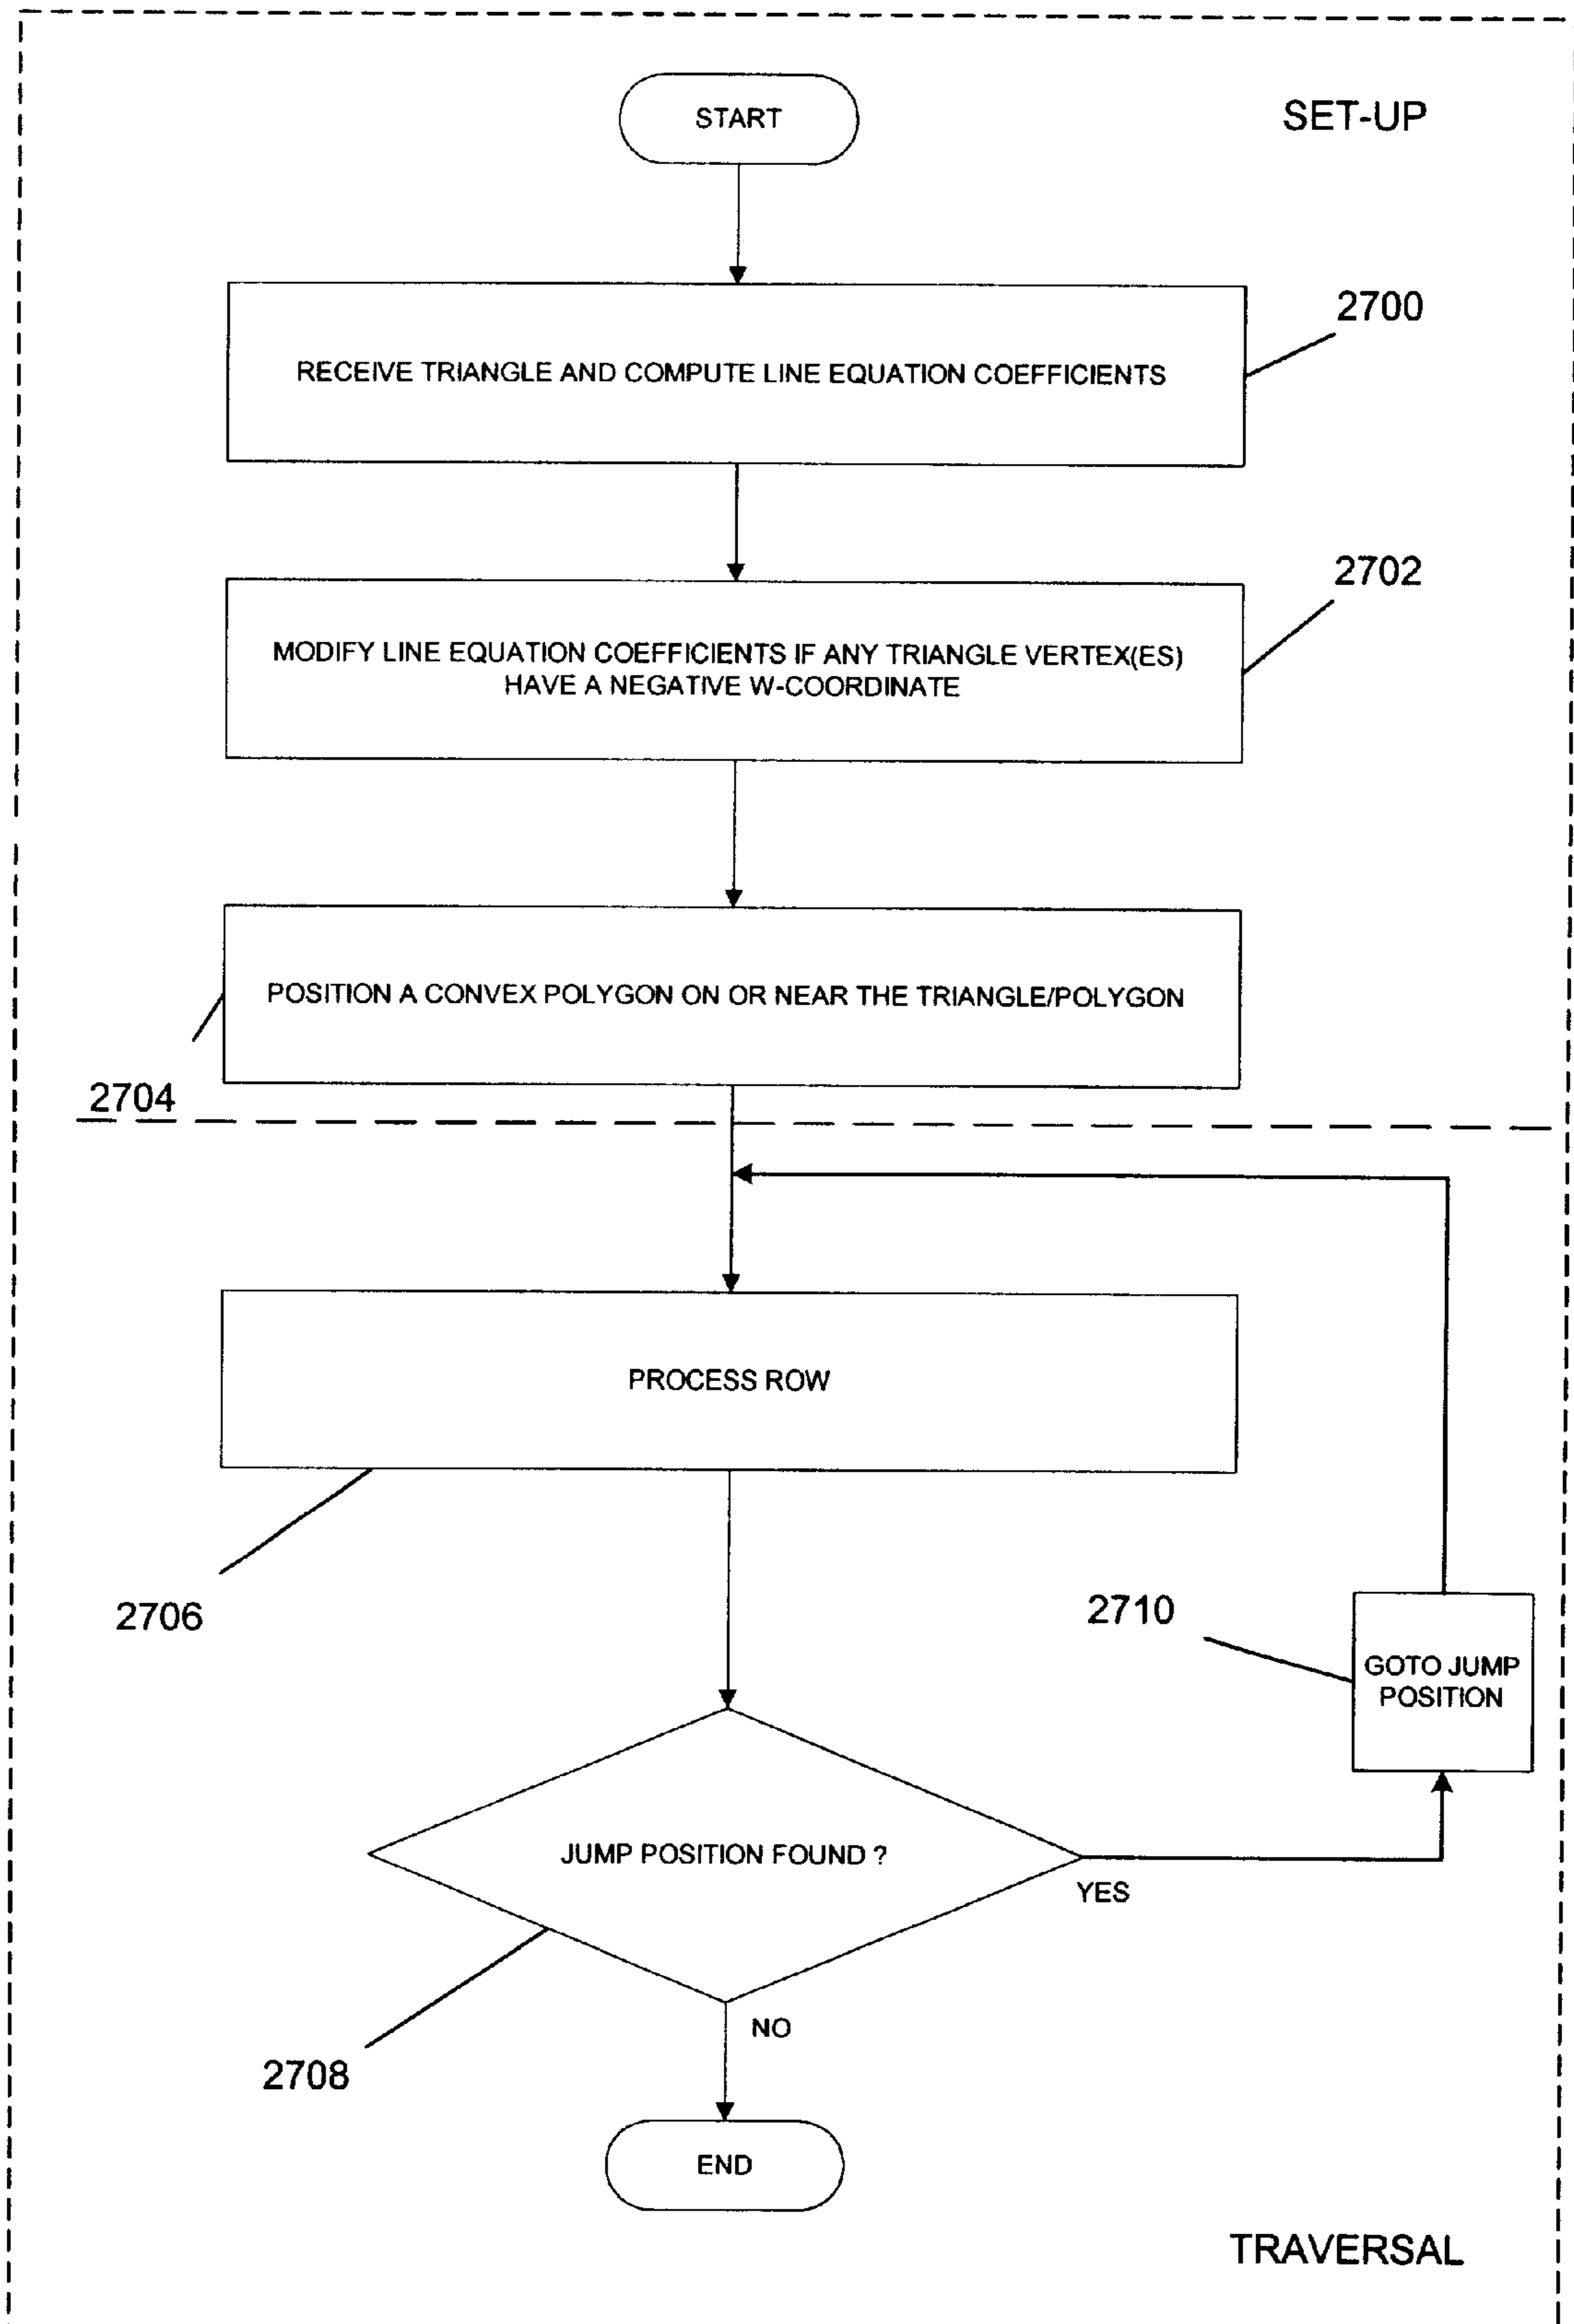 START
SET-UP
2700
RECEIVE TRIANGLE AND COMPUTE LINE EQUATION COEFFICIENTS
2702
MODIFY LINE EQUATION COEFFICIENTS IF ANY TRIANGLE VERTEX(ES)
HAVE A NEGATIVE W-COORDINATE
POSITION A CONVEX POLYGON ON OR NEAR THE TRIANGLE/POLYGON
2704
PROCESS ROW
2706
2710
GOTO JUMP
POSITION
JUMP POSITION FOUND ?
YES
NO
2708
END
TRAVERSAL